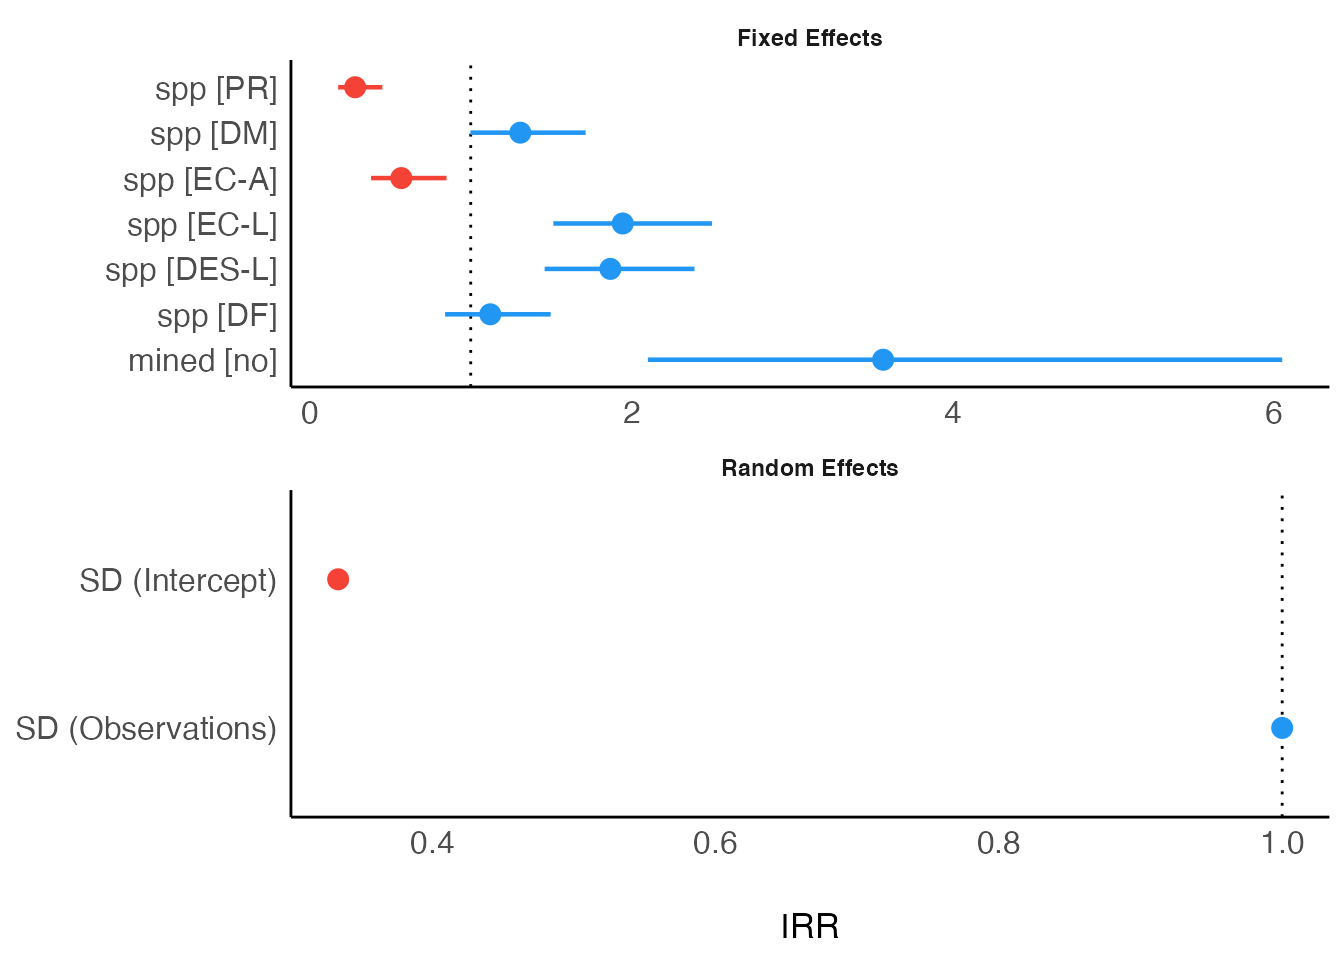 Fixed Effects
spp [PR]
spp [DM]
spp [EC-A]
spp [EC-L]
spp [DES-L]
spp [DF]
mined [no]
0 2 4 6
Random Effects
SD (Intercept)
SD (Observations)
0.4 0.6 0.8 1.0
IRR